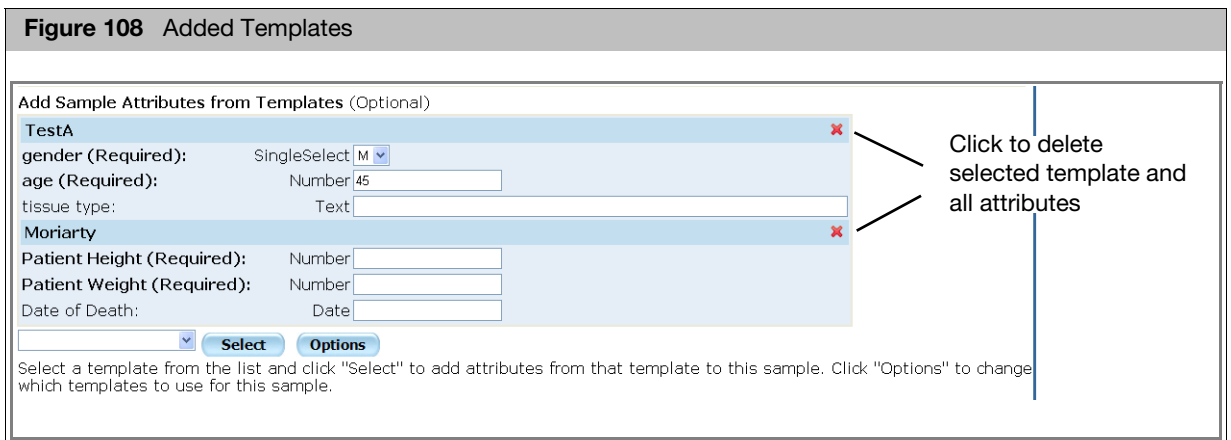 Figure 108 Added Templates
Add Sample Attributes from Templates (Optional)
TestA
gender (Required): SingleSelect M
age (Required): Number 45
tissue type: Text
Moriarty
Patient Height (Required): Number
Patient Weight (Required): Number
Date of Death: Date
Select Options
Select a template from the list and click "Select" to add attributes from that template to this sample. Click "Options" to change
which templates to use for this sample.
Click to delete
selected template and
all attributes